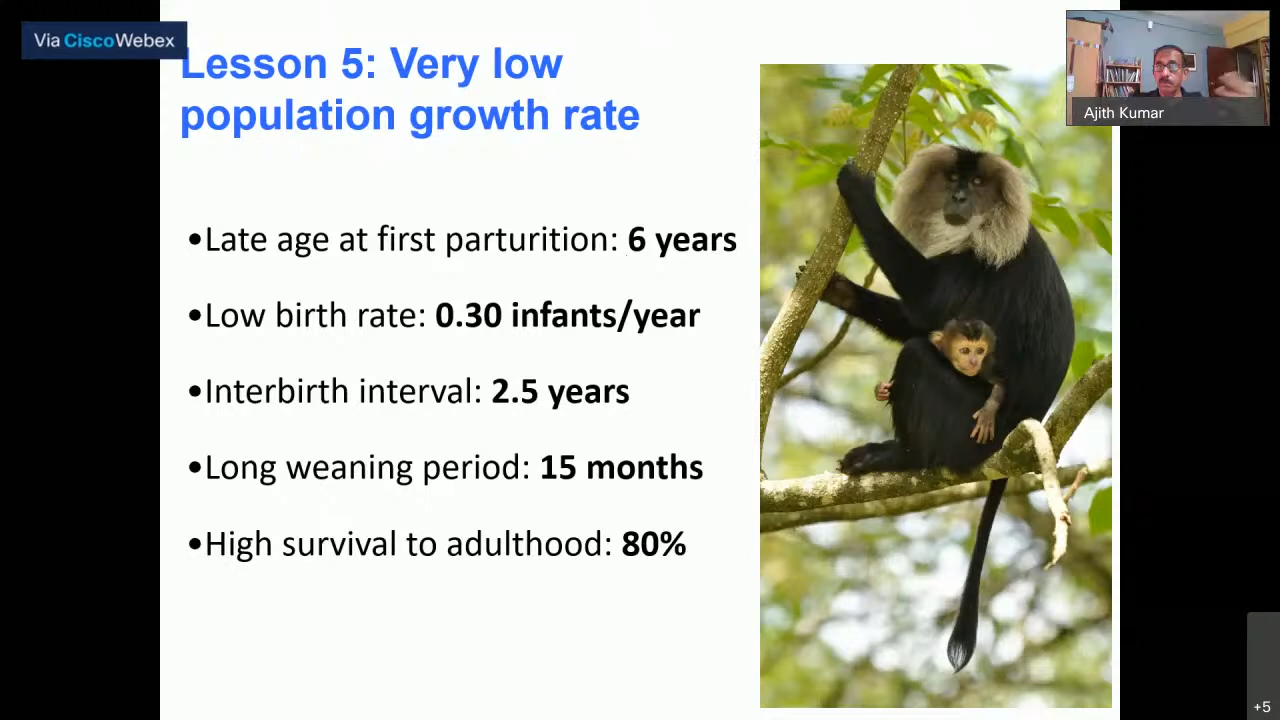 Via CiscoWebex
Lesson 5: Very low
population growth rate
Ajith Kumar
•Late age at first parturition: 6 years
•Low birth rate: 0.30 infants/year
•Interbirth interval: 2.5 years
•Long weaning period: 15 months
•High survival to adulthood: 80%
+5